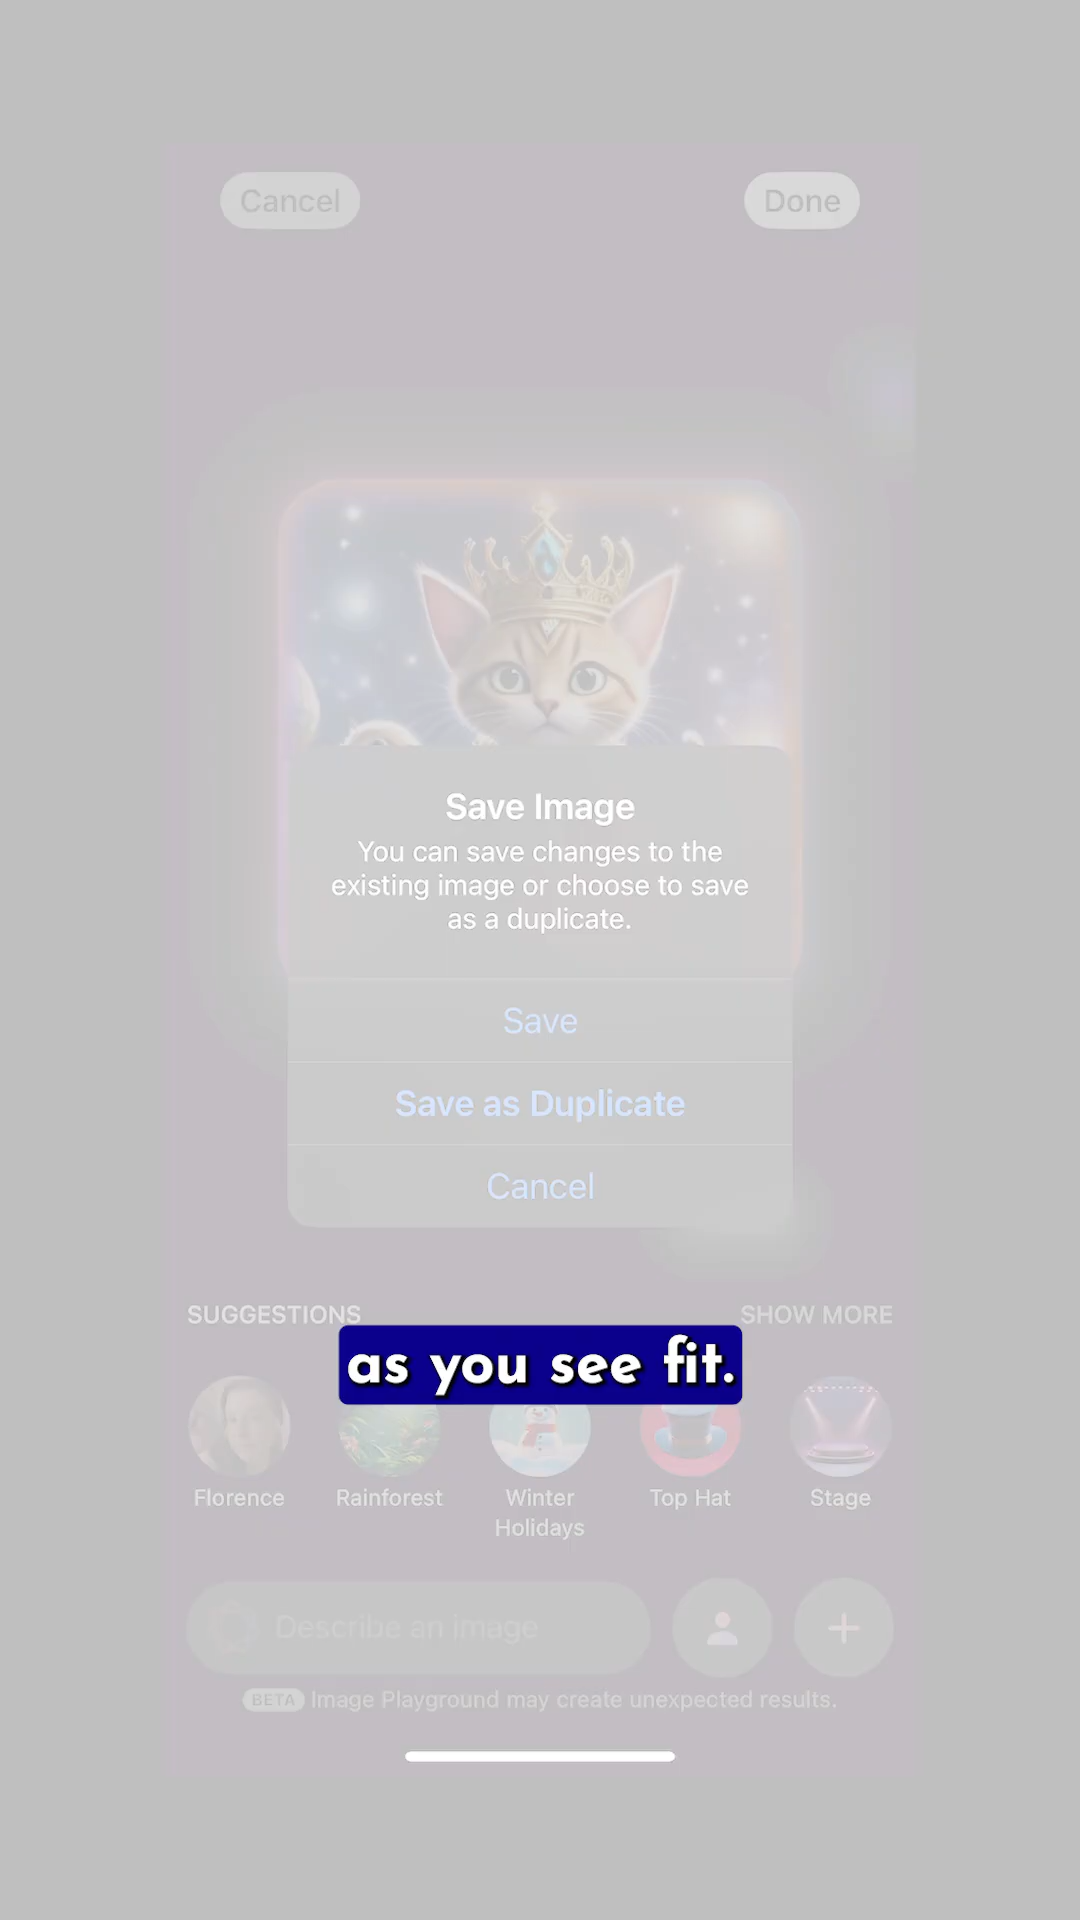 Cancel
Done
Save Image
You can save changes to the
existing image or choose to save
as a duplicate.
Save
Save as Duplicate
Cancel
SUGGESTIONS
SHOW MORE
as you see fit.
Florence
Rainforest
Winter
Holidays
Top Hat
Stage
Describe an image
BETA Image Playground may create unexpected results.